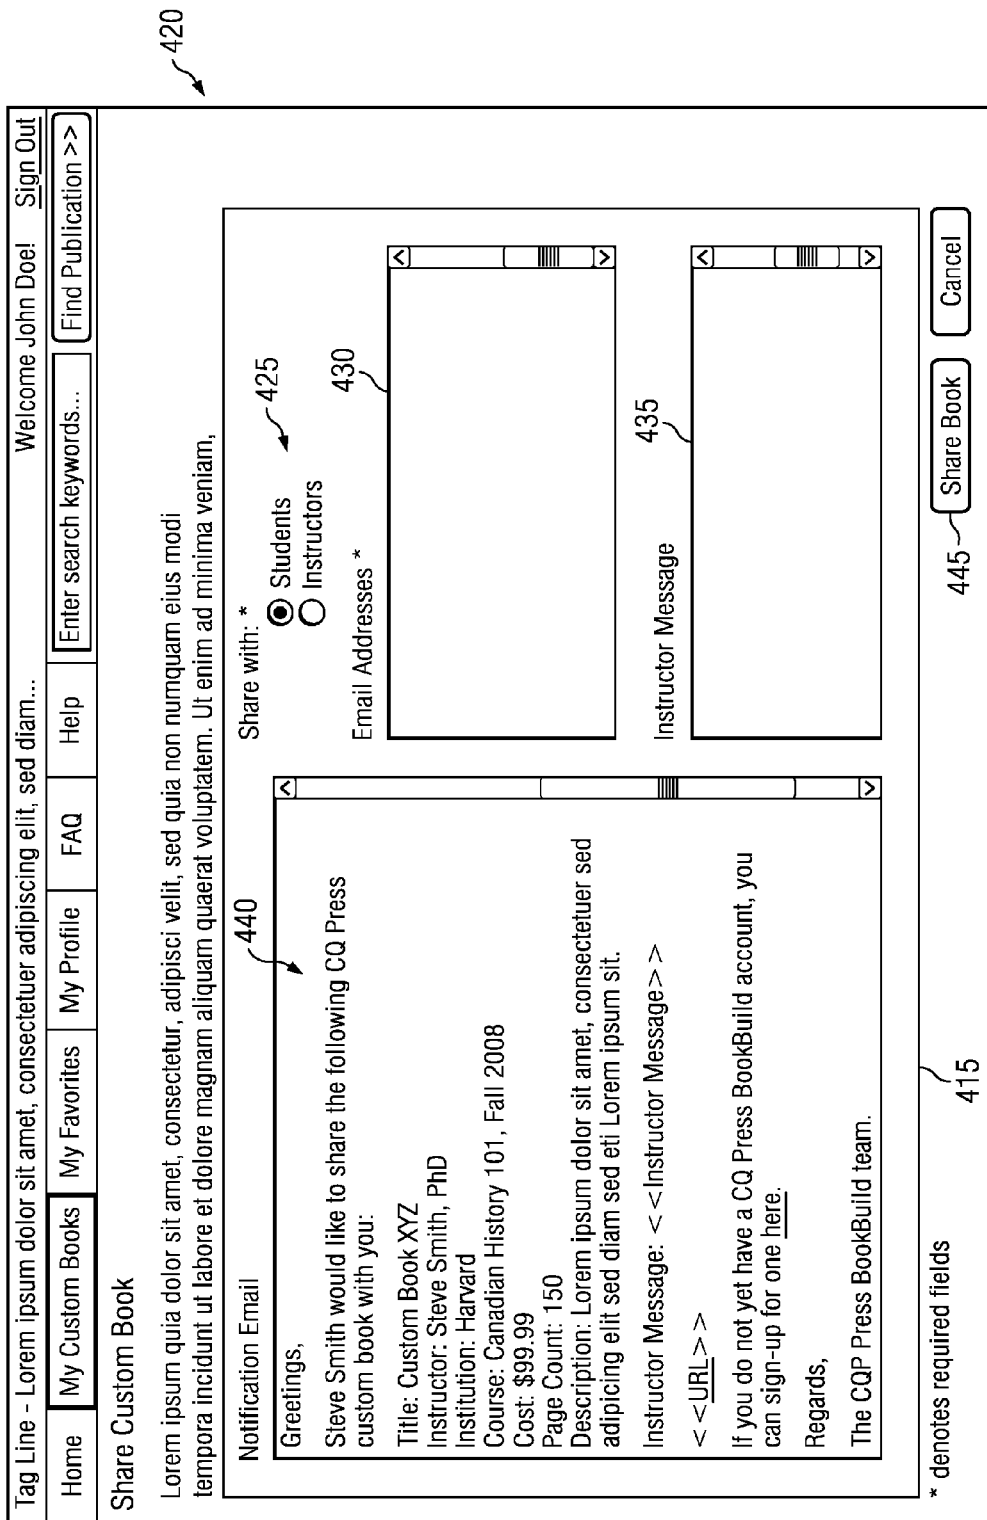 Tag Line - Lorem ipsum dolor sit amet, consectetuer adipiscing elit, sed diam... Welcome John Doe! Sign Out
Home My Custom Books My Favorites My Profile FAQ Help Enter search keywords... Find Publication >>
420
Share Custom Book
Lorem ipsum quia dolor sit amet, consectetur, adipisci velit, sed quia non numquam eius modi
tempora incidunt ut labore et dolore magnam aliquam quaerat voluptatem. Ut enim ad minima veniam,
Notification Email
440
Greetings,
Steve Smith would like to share the following CQ Press
custom book with you:
Title: Custom Book XYZ
Instructor: Steve Smith, PhD
Institution: Harvard
Course: Canadian History 101, Fall 2008
Cost: $99.99
Page Count: 150
Description: Lorem ipsum dolor sit amet, consectetuer sed
adipicing elit sed diam sed eti Lorem ipsum sit.
Instructor Message: <<Instructor Message>>
<<URL>>
If you do not yet have a CQ Press BookBuild account, you
can sign-up for one here.
Regards,
The CQP Press BookBuild team.
Share with: *
Students
Instructors
425
Email Addresses *
430
Instructor Message
435
415
* denotes required fields
445
Share Book
Cancel